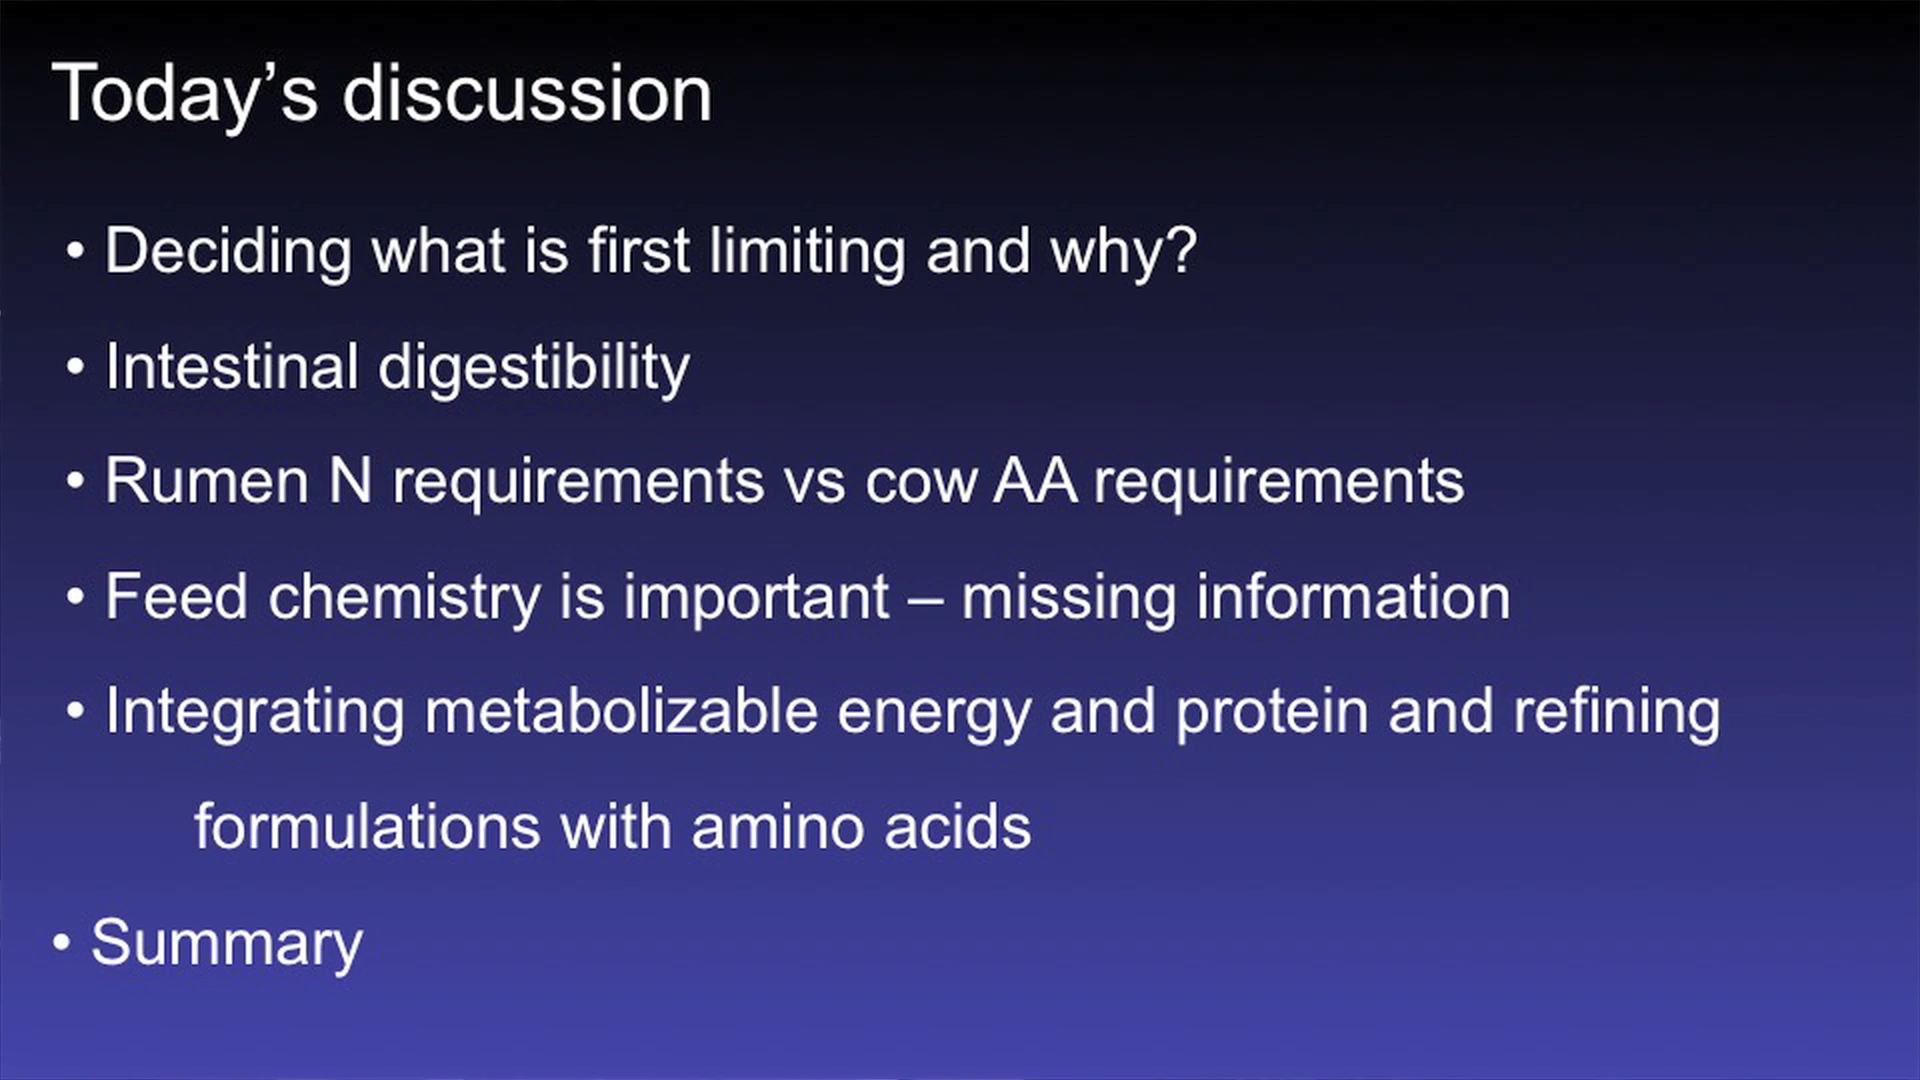 Today’s discussion
• Deciding what is first limiting and why?
• Intestinal digestibility
• Rumen N requirements vs cow AA requirements
• Feed chemistry is important – missing information
• Integrating metabolizable energy and protein and refining
formulations with amino acids
• Summary